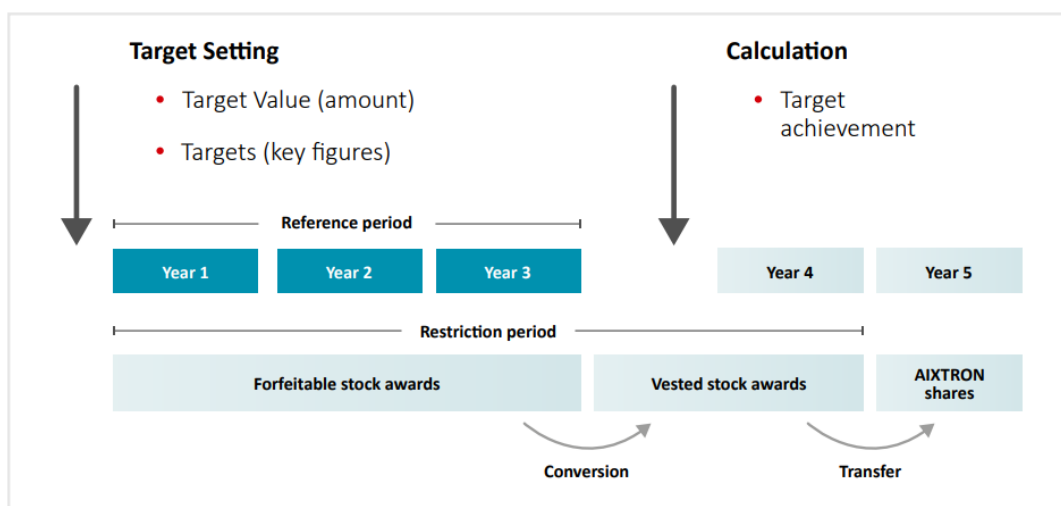 Target Setting
• Target Value (amount)
• Targets (key figures)
Calculation
• Target
achievement
Reference period
Year 1
Year 2
Year 3
Year 4
Year 5
Restriction period
Forfeitable stock awards
Vested stock awards
AIXTRON
shares
Conversion
Transfer